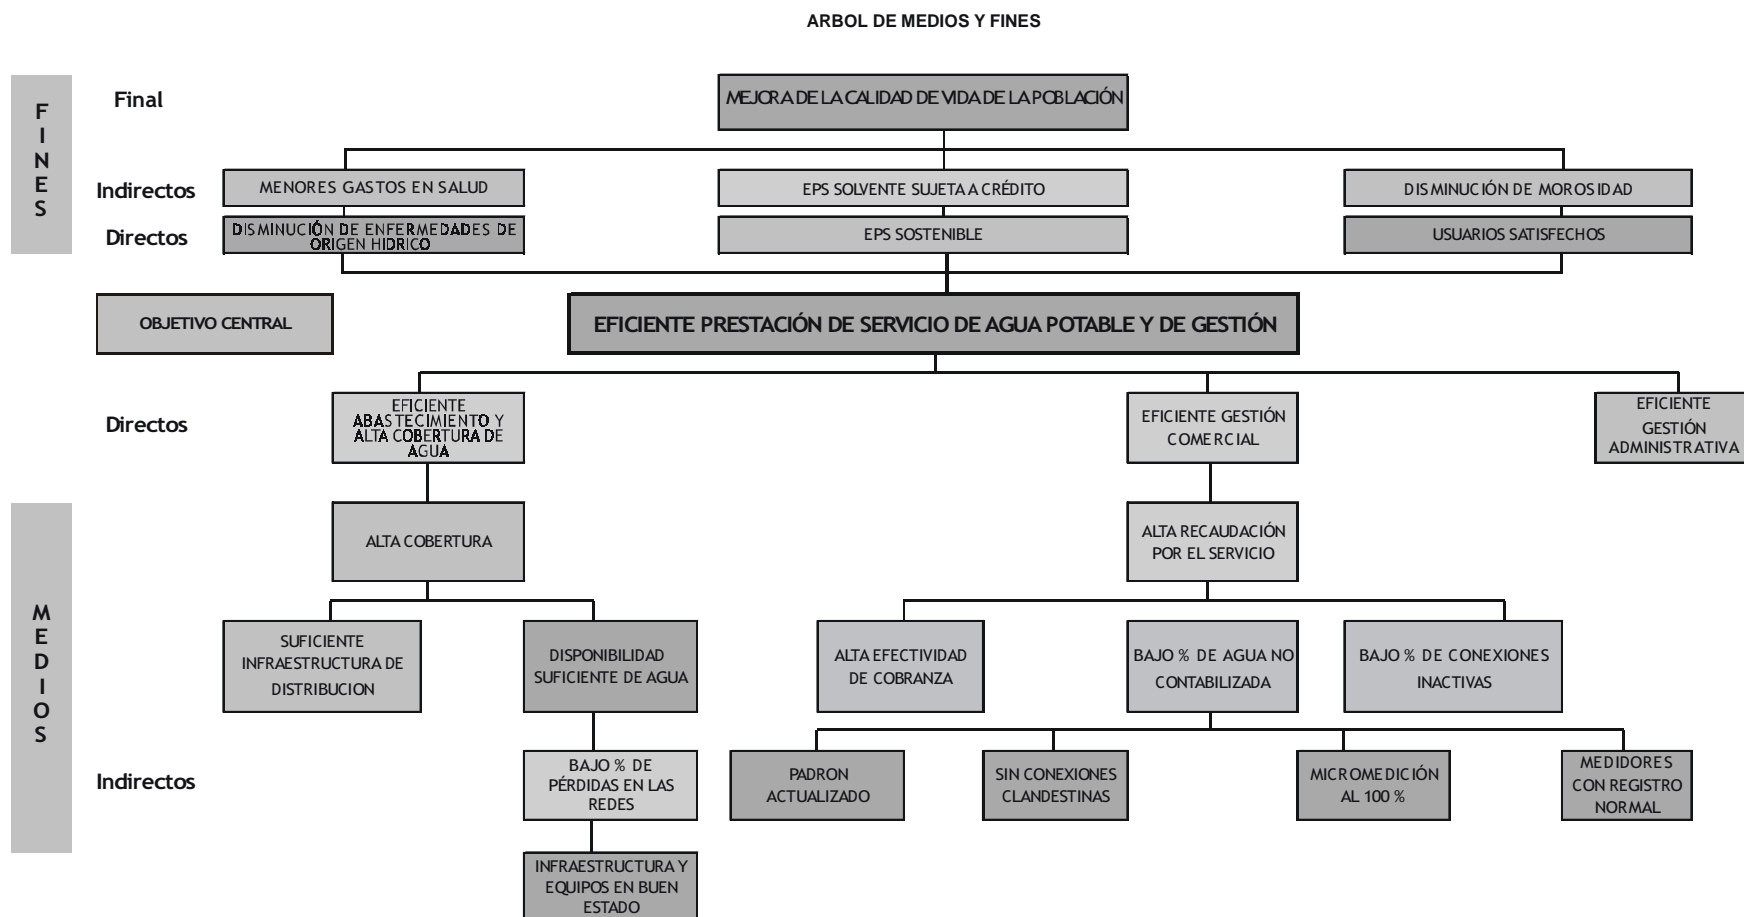 ARBOL DE MEDIOS Y FINES
FINES
Final
MEJORA DE LA CALIDAD DE VIDA DE LA POBLACIÓN
Indirectos
MENORES GASTOS EN SALUD
EPS SOLVENTE SUJETA A CRÉDITO
DISMINUCIÓN DE MOROSIDAD
Directos
DISMINUCIÓN DE ENFERMEDADES DE
ORIGEN HIDRICO
EPS SOSTENIBLE
USUARIOS SATISFECHOS
OBJETIVO CENTRAL
EFICIENTE PRESTACIÓN DE SERVICIO DE AGUA POTABLE Y DE GESTIÓN
Directos
EFICIENTE
ABASTECIMIENTO Y
ALTA COBERTURA DE
AGUA
EFICIENTE GESTIÓN
COMERCIAL
EFICIENTE
GESTIÓN
ADMINISTRATIVA
MEDIOS
ALTA COBERTURA
ALTA RECAUDACIÓN
POR EL SERVICIO
SUFICIENTE
INFRAESTRUCTURA DE
DISTRIBUCION
DISPONIBILIDAD
SUFICIENTE DE AGUA
ALTA EFECTIVIDAD
DE COBRANZA
BAJO % DE AGUA NO
CONTABILIZADA
BAJO % DE CONEXIONES
INACTIVAS
Indirectos
BAJO % DE
PÉRDIDAS EN LAS
REDES
PADRON
ACTUALIZADO
SIN CONEXIONES
CLANDESTINAS
MICROMEDICIÓN
AL 100 %
MEDIDORES
CON REGISTRO
NORMAL
INFRAESTRUCTURA Y
EQUIPOS EN BUEN
ESTADO